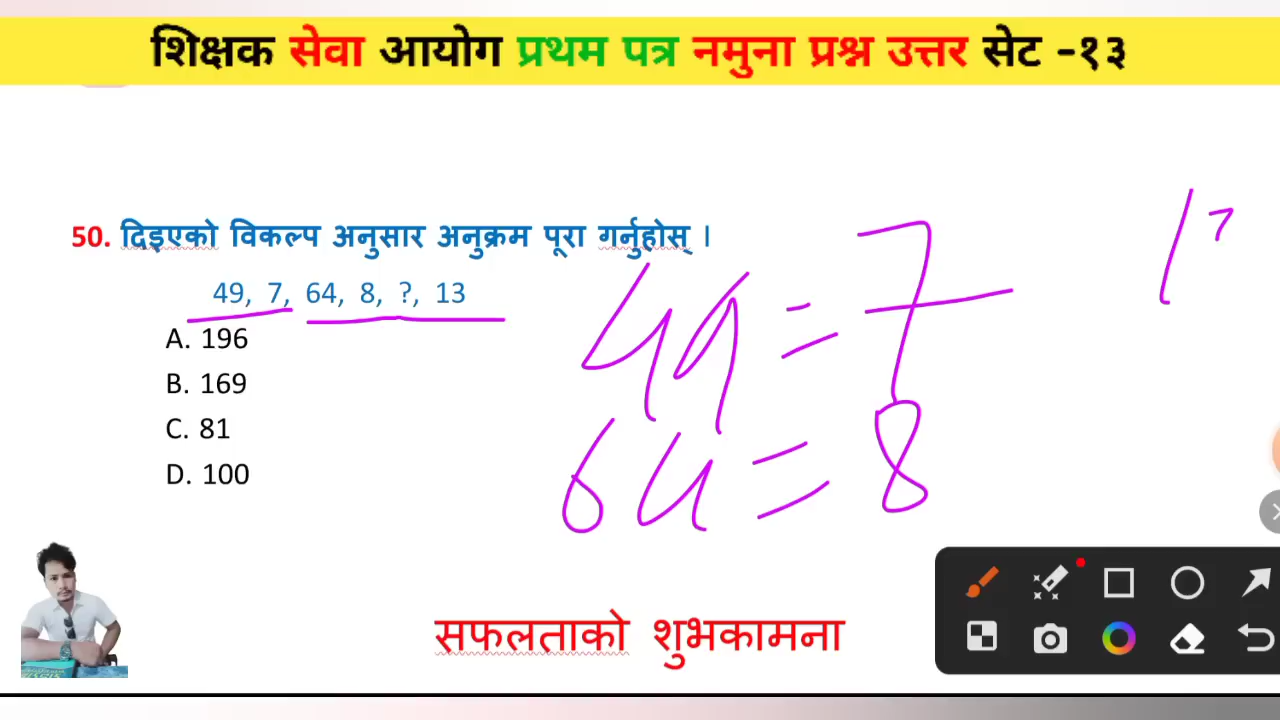 शिक्षक सेवा आयोग प्रथम पत्र नमुना प्रश्न उत्तर सेट -१३
50. दिइएको विकल्प अनुसार अनुक्रम पूरा गर्नुहोस् ।
49, 7, 64, 8, ?, 13
A. 196
B. 169
C. 81
D. 100
49 = 7
64 = 8
सफलताको शुभकामना